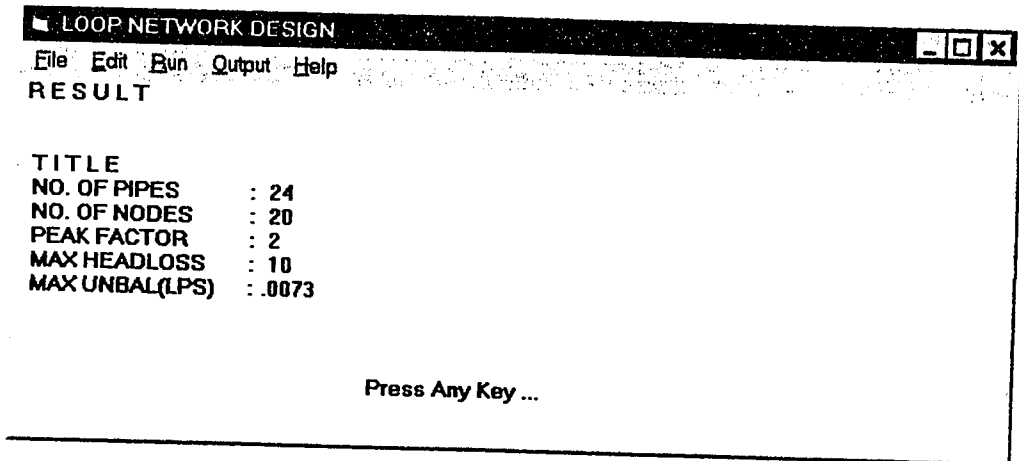 LOOP NETWORK DESIGN
File Edit Run Output Help
RESULT
TITLE
NO. OF PIPES : 24
NO. OF NODES : 20
PEAK FACTOR : 2
MAX HEADLOSS : 10
MAX UNBAL(LPS) : .0073
Press Any Key ...